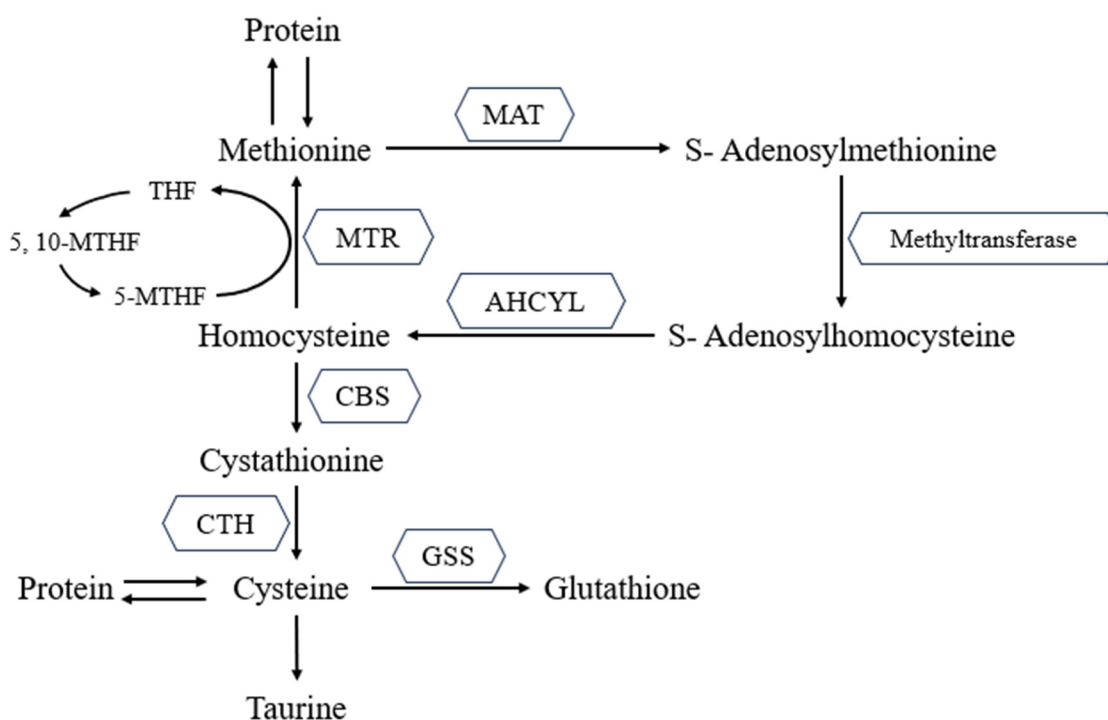 Protein
MAT
Methionine
S- Adenosylmethionine
THF
5, 10-MTHF
MTR
Methyltransferase
5-MTHF
AHCYL
Homocysteine
S- Adenosylhomocysteine
CBS
Cystathionine
CTH
GSS
Protein
Cysteine
Glutathione
Taurine